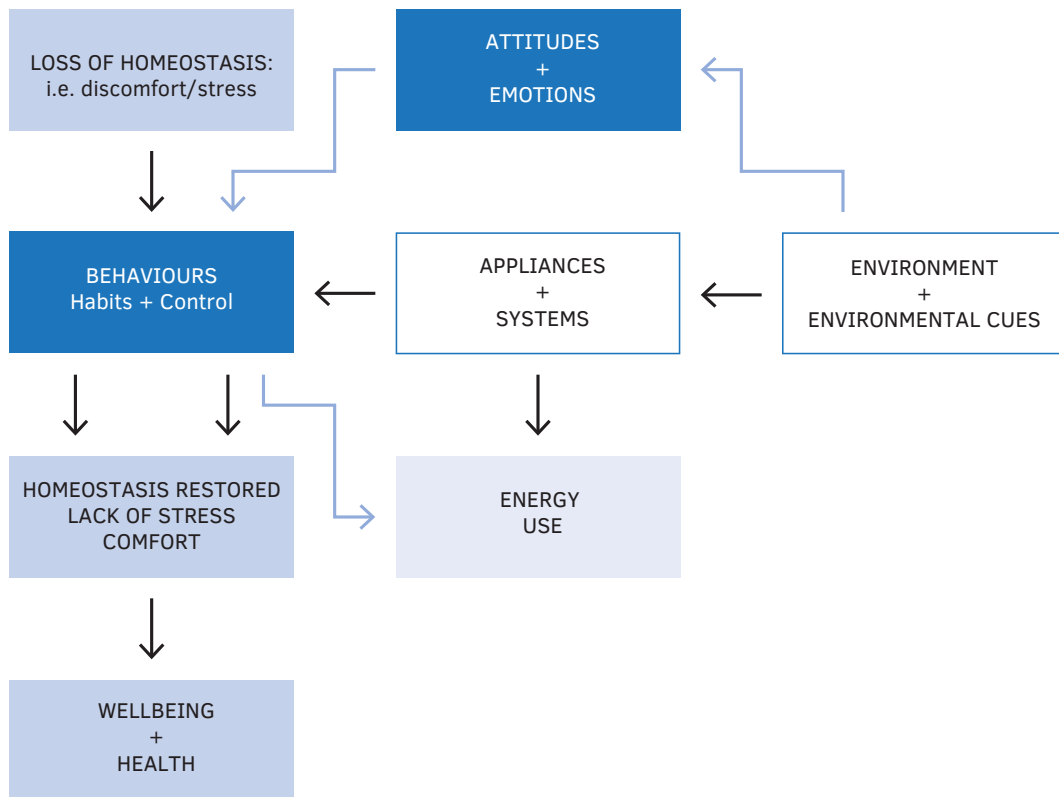 LOSS OF HOMEOSTASIS:
i.e. discomfort/stress
ATTITUDES
+
EMOTIONS
BEHAVIOURS
Habits + Control
APPLIANCES
+
SYSTEMS
ENVIRONMENT
+
ENVIRONMENTAL CUES
HOMEOSTASIS RESTORED
LACK OF STRESS
COMFORT
ENERGY
USE
WELLBEING
+
HEALTH